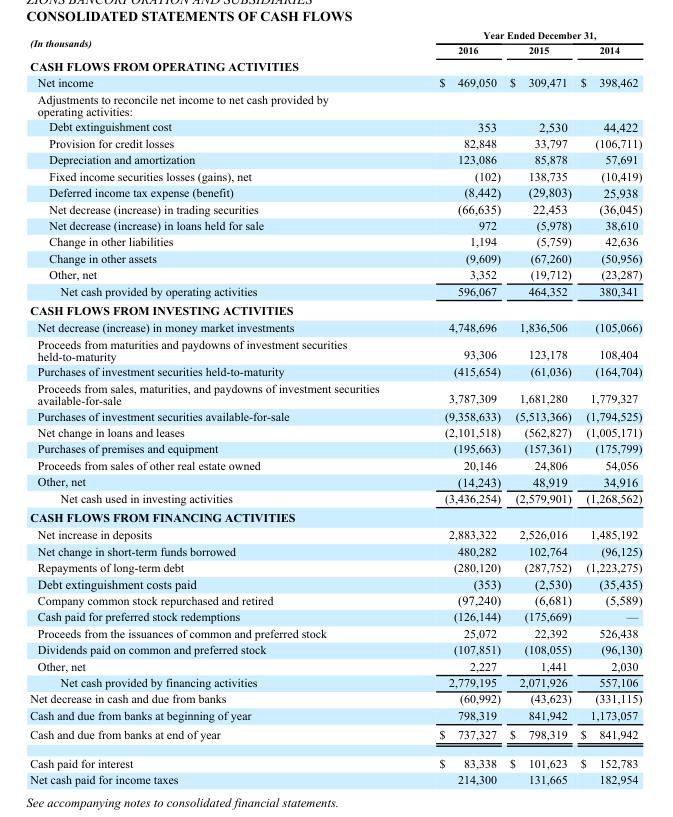 ZIONS BANCORPORATION AND SUBSIDIARIES
CONSOLIDATED STATEMENTS OF CASH FLOWS
(In thousands) Year Ended December 31,
2016 2015 2014
CASH FLOWS FROM OPERATING ACTIVITIES
Net income $ 469,050 $ 309,471 $ 398,462
Adjustments to reconcile net income to net cash provided by
operating activities:
Debt extinguishment cost 353 2,530 44,422
Provision for credit losses 82,848 33,797 (106,711)
Depreciation and amortization 123,086 85,878 57,691
Fixed income securities losses (gains), net (102) 138,735 (10,419)
Deferred income tax expense (benefit) (8,442) (29,803) 25,938
Net decrease (increase) in trading securities (66,635) 22,453 (36,045)
Net decrease (increase) in loans held for sale 972 (5,978) 38,610
Change in other liabilities 1,194 (5,759) 42,636
Change in other assets (9,609) (67,260) (50,956)
Other, net 3,352 (19,712) (23,287)
Net cash provided by operating activities 596,067 464,352 380,341
CASH FLOWS FROM INVESTING ACTIVITIES
Net decrease (increase) in money market investments 4,748,696 1,836,506 (105,066)
Proceeds from maturities and paydowns of investment securities
held-to-maturity 93,306 123,178 108,404
Purchases of investment securities held-to-maturity (415,654) (61,036) (164,704)
Proceeds from sales, maturities, and paydowns of investment securities
available-for-sale 3,787,309 1,681,280 1,779,327
Purchases of investment securities available-for-sale (9,358,633) (5,513,366) (1,794,525)
Net change in loans and leases (2,101,518) (562,827) (1,005,171)
Purchases of premises and equipment (195,663) (157,361) (175,799)
Proceeds from sales of other real estate owned 20,146 24,806 54,056
Other, net (14,243) 48,919 34,916
Net cash used in investing activities (3,436,254) (2,579,901) (1,268,562)
CASH FLOWS FROM FINANCING ACTIVITIES
Net increase in deposits 2,883,322 2,526,016 1,485,192
Net change in short-term funds borrowed 480,282 102,764 (96,125)
Repayments of long-term debt (280,120) (287,752) (1,223,275)
Debt extinguishment costs paid (353) (2,530) (35,435)
Company common stock repurchased and retired (97,240) (6,681) (5,589)
Cash paid for preferred stock redemptions (126,144) (175,669) —
Proceeds from the issuances of common and preferred stock 25,072 22,392 526,438
Dividends paid on common and preferred stock (107,851) (108,055) (96,130)
Other, net 2,227 1,441 2,030
Net cash provided by financing activities 2,779,195 2,071,926 557,106
Net decrease in cash and due from banks (60,992) (43,623) (331,115)
Cash and due from banks at beginning of year 798,319 841,942 1,173,057
Cash and due from banks at end of year $ 737,327 $ 798,319 $ 841,942
Cash paid for interest $ 83,338 $ 101,623 $ 152,783
Net cash paid for income taxes 214,300 131,665 182,954
See accompanying notes to consolidated financial statements.